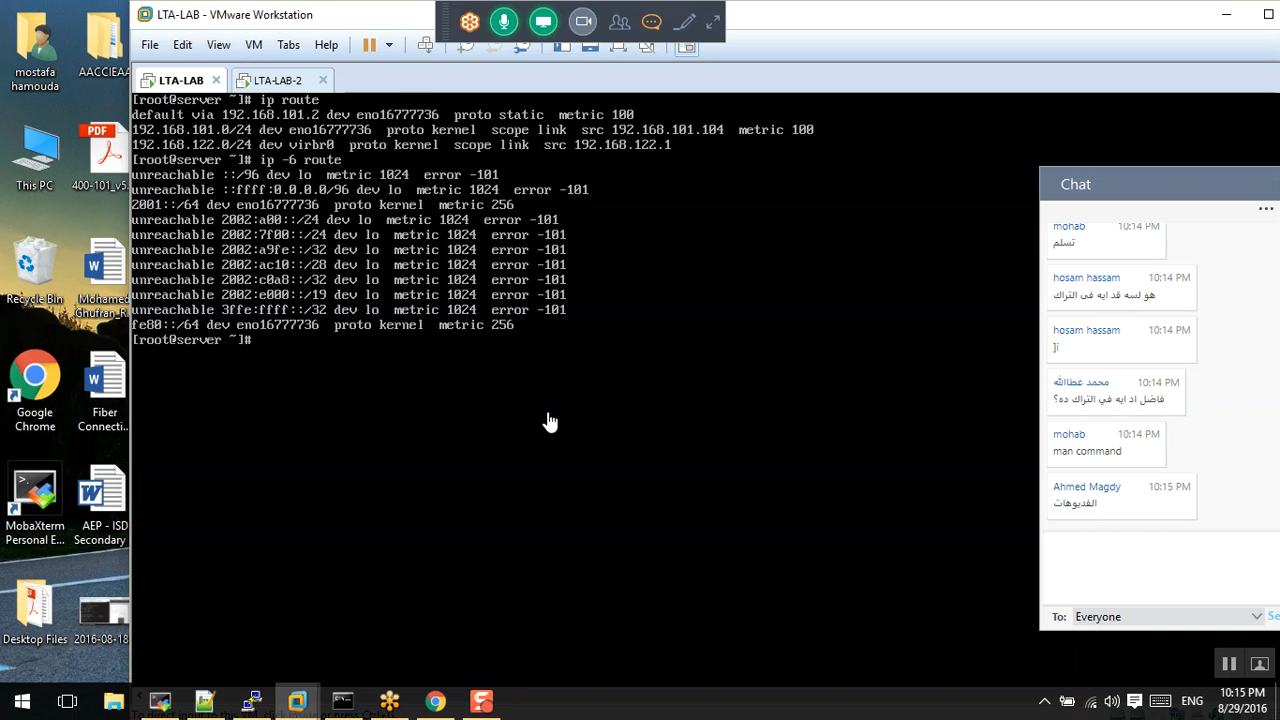 LTA-LAB - VMware Workstation
File Edit View VM Tabs Help
LTA-LAB × LTA-LAB-2 ×
[root@server ~]# ip route
default via 192.168.101.2 dev eno16777736  proto static  metric 100
192.168.101.0/24 dev eno16777736  proto kernel  scope link  src 192.168.101.104  metric 100
192.168.122.0/24 dev virbr0  proto kernel  scope link  src 192.168.122.1
[root@server ~]# ip -6 route
unreachable ::/96 dev lo  metric 1024  error -101
unreachable ::ffff:0.0.0.0/96 dev lo  metric 1024  error -101
2001::/64 dev eno16777736  proto kernel  metric 256
unreachable 2002:a00::/24 dev lo  metric 1024  error -101
unreachable 2002:7f00::/24 dev lo  metric 1024  error -101
unreachable 2002:a9fe::/32 dev lo  metric 1024  error -101
unreachable 2002:ac10::/28 dev lo  metric 1024  error -101
unreachable 2002:c0a8::/32 dev lo  metric 1024  error -101
unreachable 2002:e000::/19 dev lo  metric 1024  error -101
unreachable 3ffe:ffff::/32 dev lo  metric 1024  error -101
fe80::/64 dev eno16777736  proto kernel  metric 256
[root@server ~]#
mostafa
hamouda
AACCIEAA
This PC
PDF
400-101_v5.
Recycle Bin
Mohamed
Ghufran_
Google
Chrome
Fiber
Connecti...
MobaXterm
Personal E...
AEP - ISD
Secondary
Desktop Files
2016-08-18
Chat
mohab 10:14 PM
تسلم
hosam hassam 10:14 PM
هو لسه قد ايه فى التراك
hosam hassam 10:14 PM
محمد عطاالله 10:14 PM
فاضل اد ايه في التراك ده؟
mohab 10:14 PM
man command
Ahmed Magdy 10:15 PM
الفديوهات
To: Everyone
ENG
10:15 PM
8/29/2016